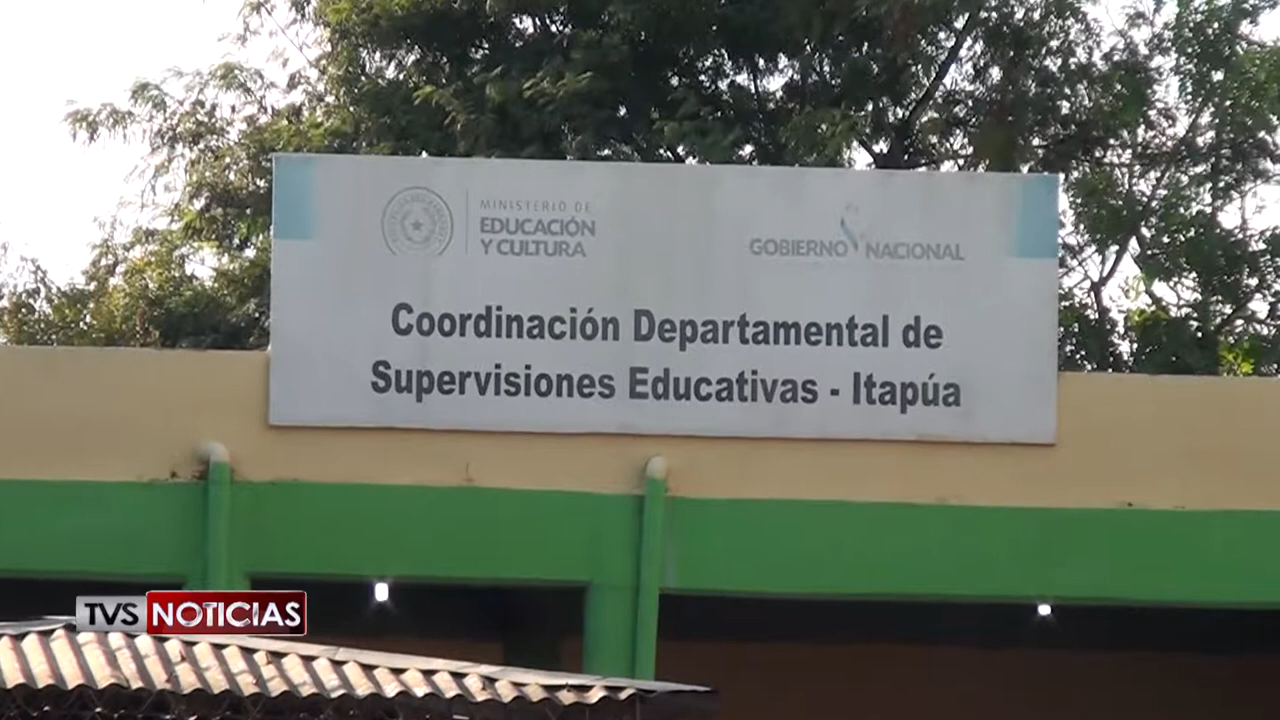 MINISTERIO DE
EDUCACIÓN
Y CULTURA
GOBIERNO NACIONAL
Coordinación Departamental de
Supervisiones Educativas - Itapúa
TVS NOTICIAS